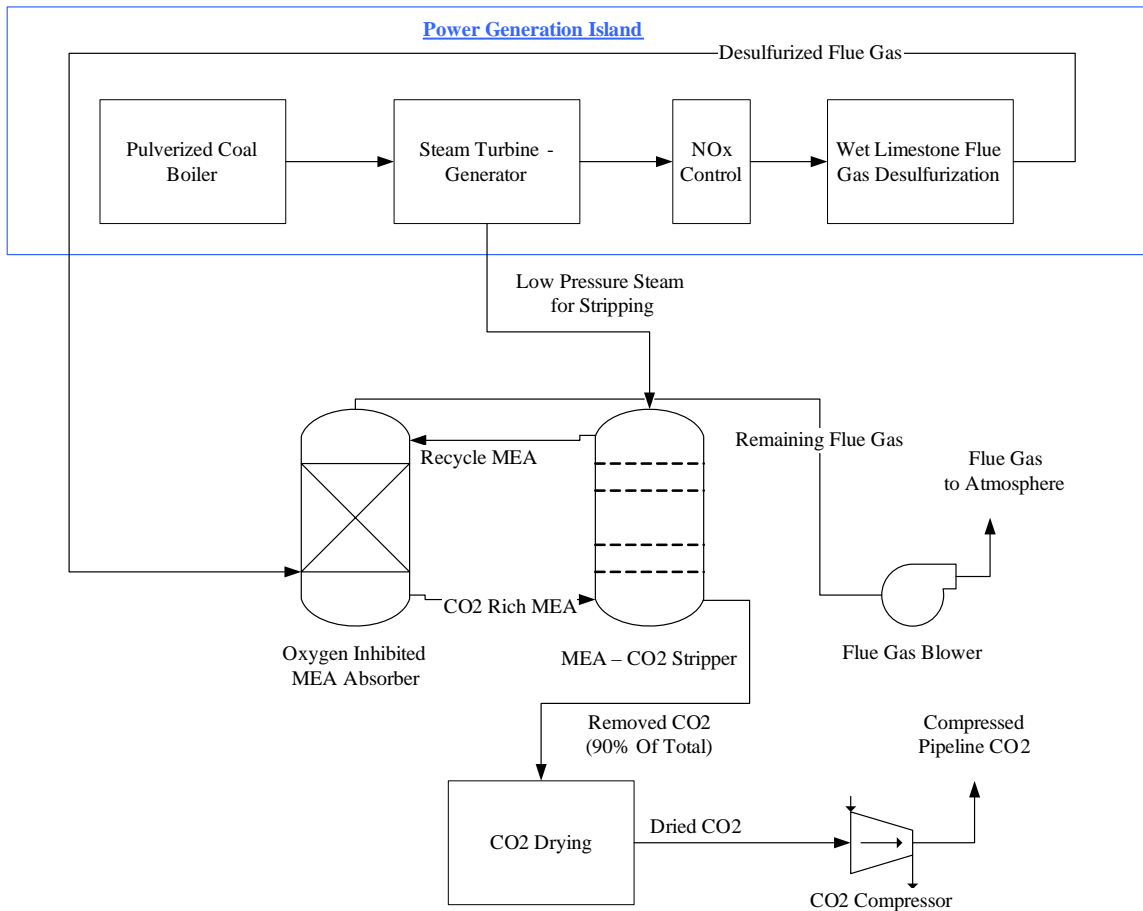 Power Generation Island
Desulfurized Flue Gas
Pulverized Coal
Boiler
Steam Turbine -
Generator
NOx
Control
Wet Limestone Flue
Gas Desulfurization
Low Pressure Steam
for Stripping
Recycle MEA
Remaining Flue Gas
Flue Gas
to Atmosphere
CO2 Rich MEA
Oxygen Inhibited
MEA Absorber
MEA – CO2 Stripper
Flue Gas Blower
Removed CO2
(90% Of Total)
Compressed
Pipeline CO2
CO2 Drying
Dried CO2
CO2 Compressor